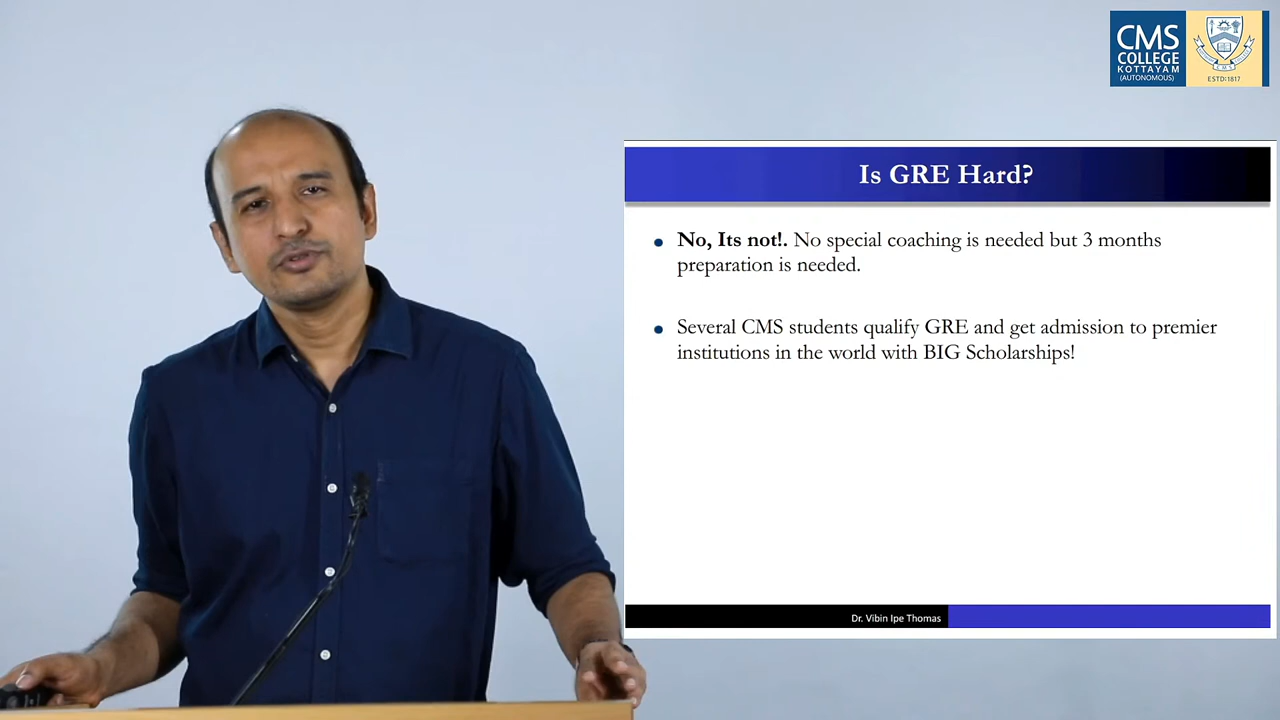 CMS
COLLEGE
KOTTAYAM
(AUTONOMOUS)
CMS
ESTD:1817
Is GRE Hard?
No, Its not!. No special coaching is needed but 3 months
preparation is needed.
Several CMS students qualify GRE and get admission to premier
institutions in the world with BIG Scholarships!
Dr. Vibin Ipe Thomas